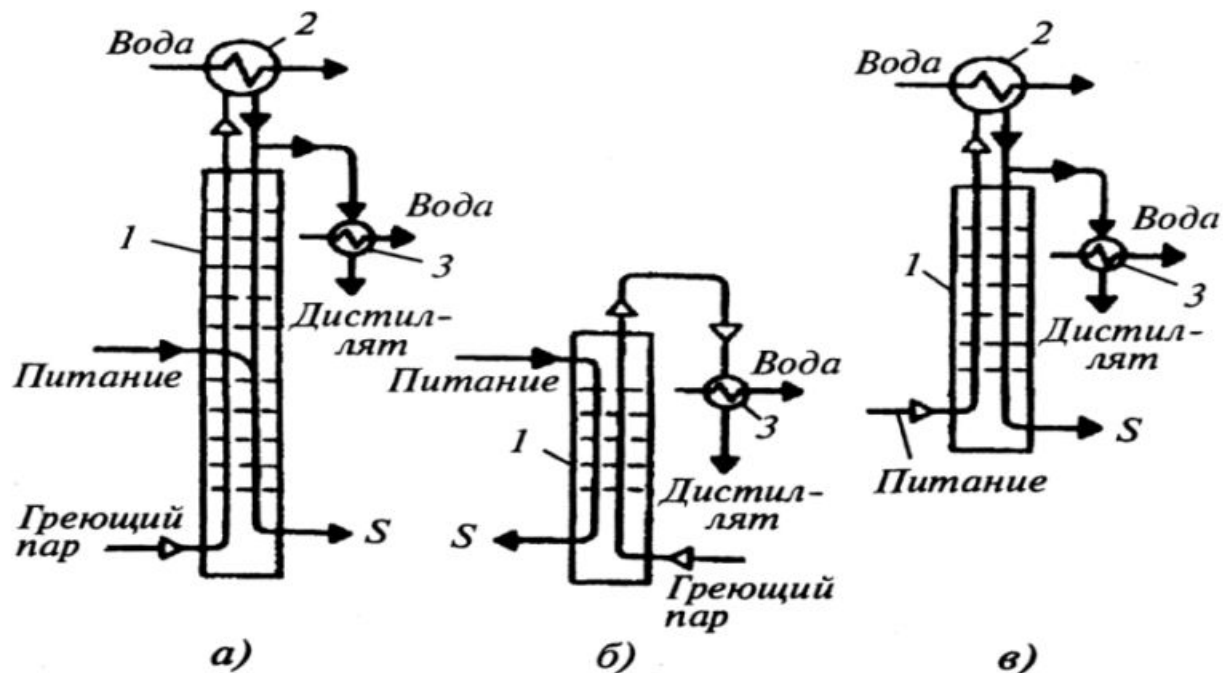 2
Вода
1
Вода
3
Дистил-
лят
Питание
Греющий
пар
S
а)
Питание
Вода
3
1
Дистил-
лят
S
Греющий
пар
б)
2
Вода
1
Вода
3
Дистил-
лят
Питание
S
в)